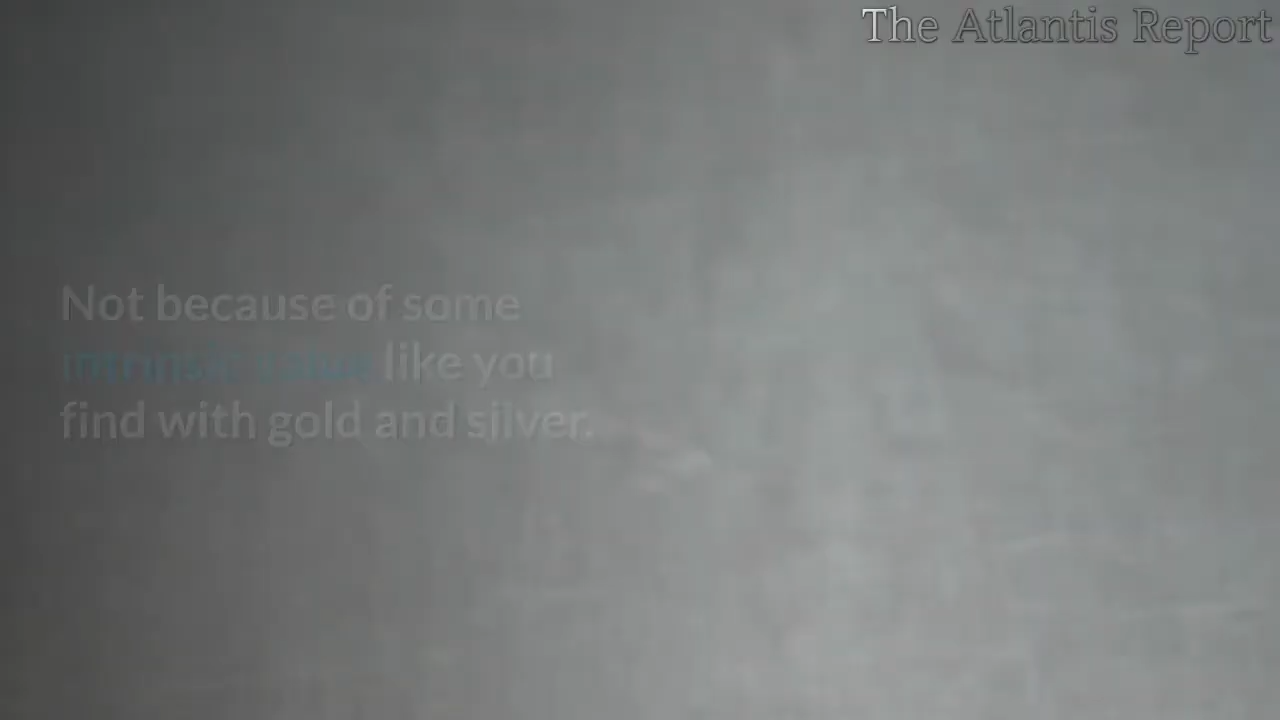 The Atlantis Report
Not because of some
intrinsic value like you
find with gold and silver.